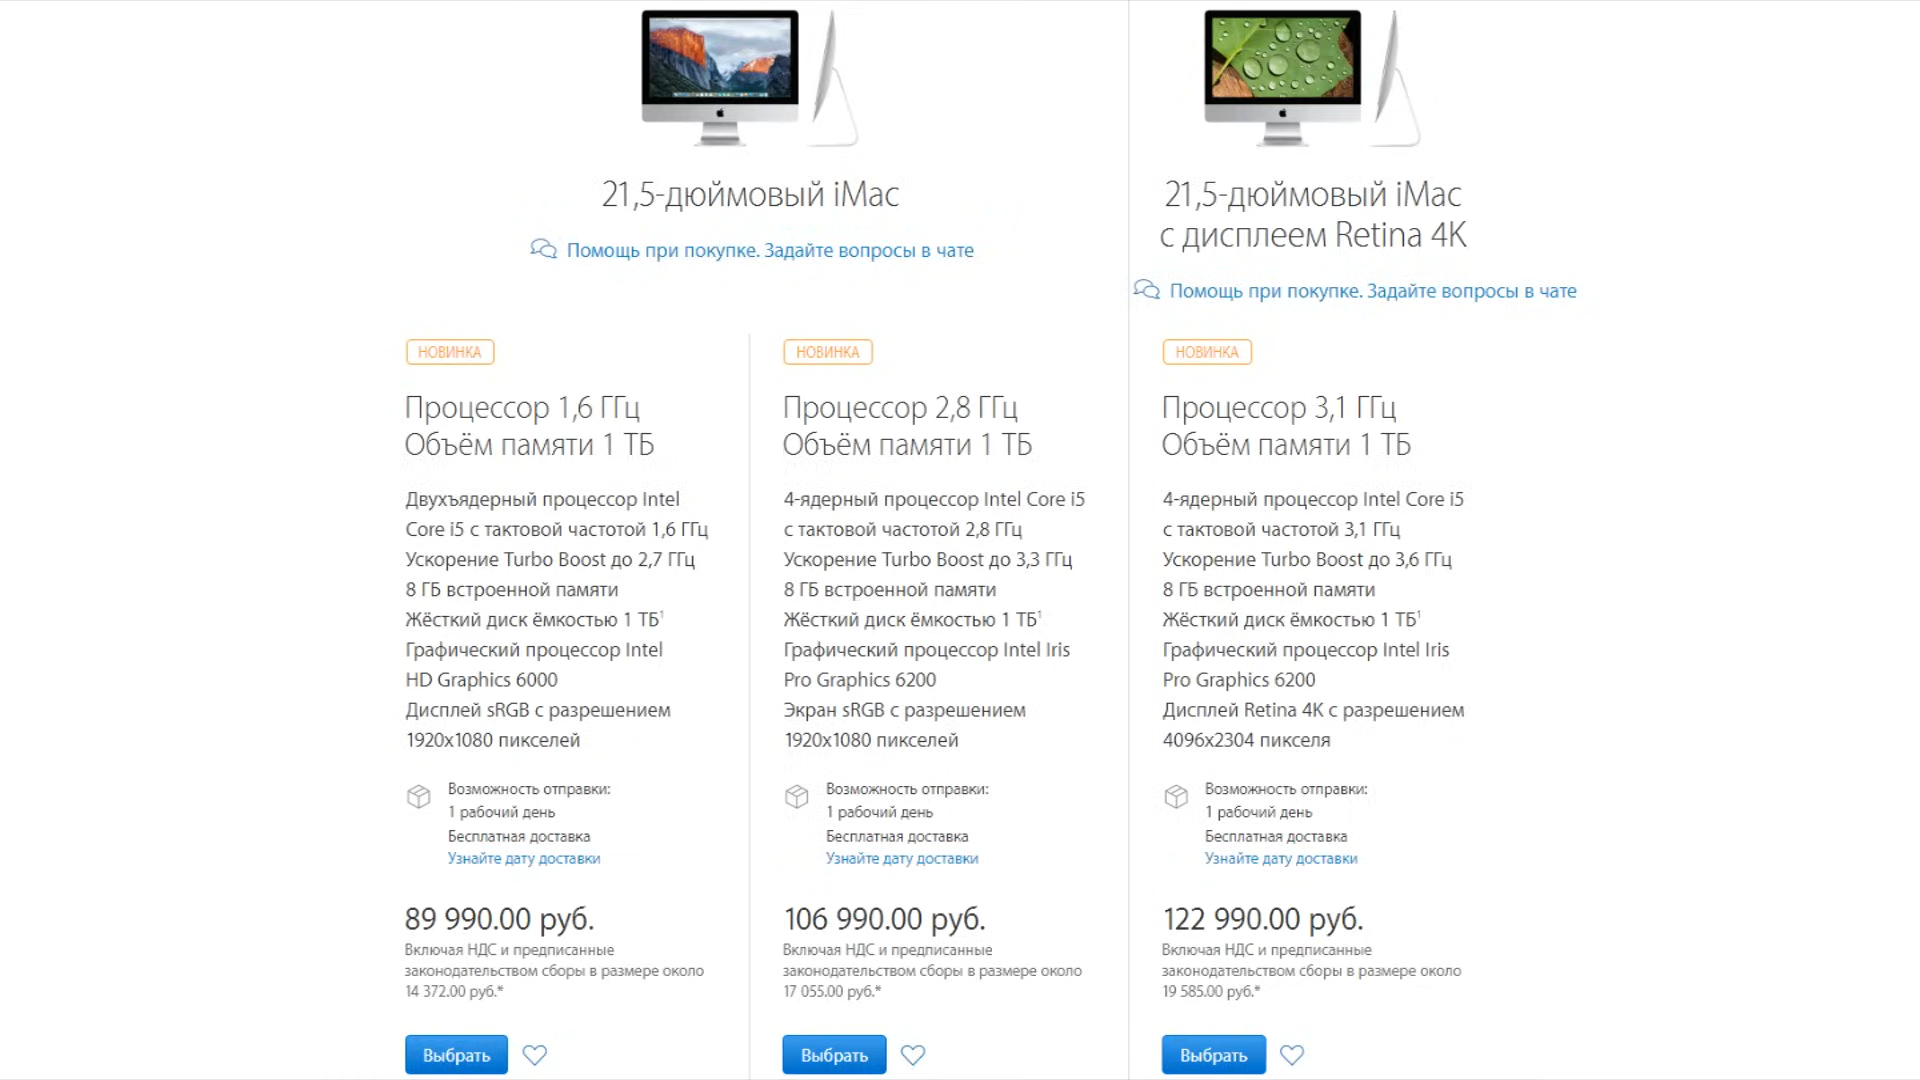 21,5-дюймовый iMac
Помощь при покупке. Задайте вопросы в чате
21,5-дюймовый iMac
с дисплеем Retina 4K
Помощь при покупке. Задайте вопросы в чате
НОВИНКА
Процессор 1,6 ГГц
Объём памяти 1 ТБ
Двухъядерный процессор Intel
Core i5 с тактовой частотой 1,6 ГГц
Ускорение Turbo Boost до 2,7 ГГц
8 ГБ встроенной памяти
Жёсткий диск ёмкостью 1 ТБ¹
Графический процессор Intel
HD Graphics 6000
Дисплей sRGB с разрешением
1920x1080 пикселей
Возможность отправки:
1 рабочий день
Бесплатная доставка
Узнайте дату доставки
89 990.00 руб.
Включая НДС и предписанные
законодательством сборы в размере около
14 372.00 руб.*
Выбрать
НОВИНКА
Процессор 2,8 ГГц
Объём памяти 1 ТБ
4-ядерный процессор Intel Core i5
с тактовой частотой 2,8 ГГц
Ускорение Turbo Boost до 3,3 ГГц
8 ГБ встроенной памяти
Жёсткий диск ёмкостью 1 ТБ¹
Графический процессор Intel Iris
Pro Graphics 6200
Экран sRGB с разрешением
1920x1080 пикселей
Возможность отправки:
1 рабочий день
Бесплатная доставка
Узнайте дату доставки
106 990.00 руб.
Включая НДС и предписанные
законодательством сборы в размере около
17 055.00 руб.*
Выбрать
НОВИНКА
Процессор 3,1 ГГц
Объём памяти 1 ТБ
4-ядерный процессор Intel Core i5
с тактовой частотой 3,1 ГГц
Ускорение Turbo Boost до 3,6 ГГц
8 ГБ встроенной памяти
Жёсткий диск ёмкостью 1 ТБ¹
Графический процессор Intel Iris
Pro Graphics 6200
Дисплей Retina 4K с разрешением
4096x2304 пикселя
Возможность отправки:
1 рабочий день
Бесплатная доставка
Узнайте дату доставки
122 990.00 руб.
Включая НДС и предписанные
законодательством сборы в размере около
19 585.00 руб.*
Выбрать